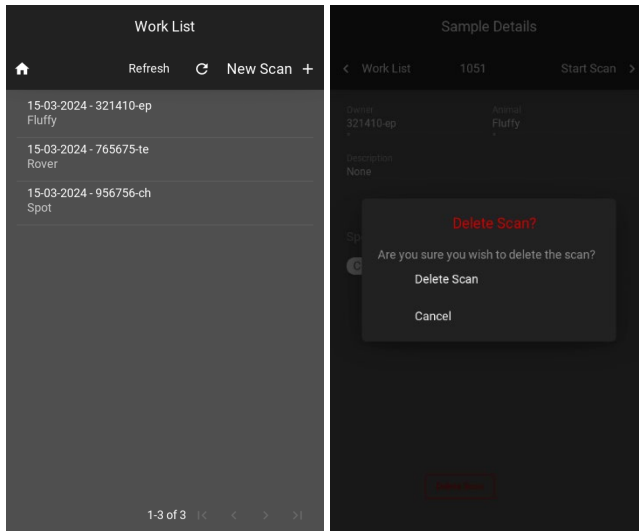 Work List
Refresh New Scan +
15-03-2024 - 321410-ep
Fluffy
15-03-2024 - 765675-te
Rover
15-03-2024 - 956756-ch
Spot
1-3 of 3
Sample Details
Work List 1051 Start Scan
Owner Animal
321410-ep Fluffy
Description
None
Delete Scan?
Are you sure you wish to delete the scan?
Delete Scan
Cancel